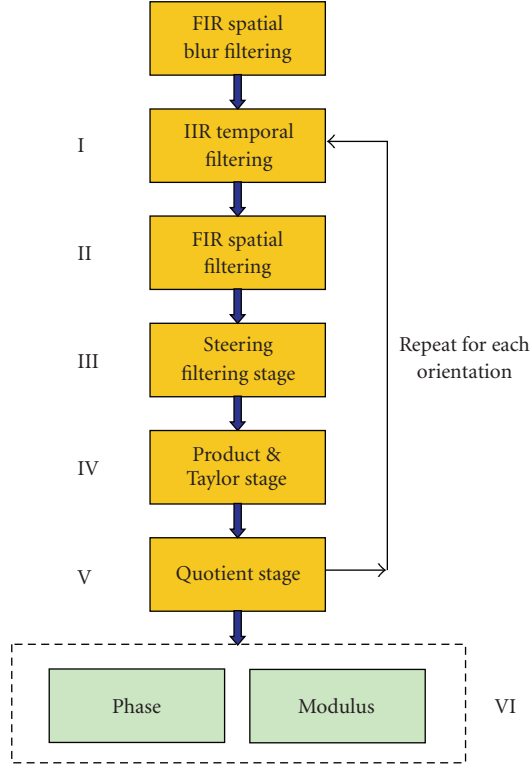 FIR spatial
blur filtering
I
IIR temporal
filtering
II
FIR spatial
filtering
III
Steering
filtering stage
Repeat for each
orientation
IV
Product &
Taylor stage
V
Quotient stage
Phase
Modulus
VI